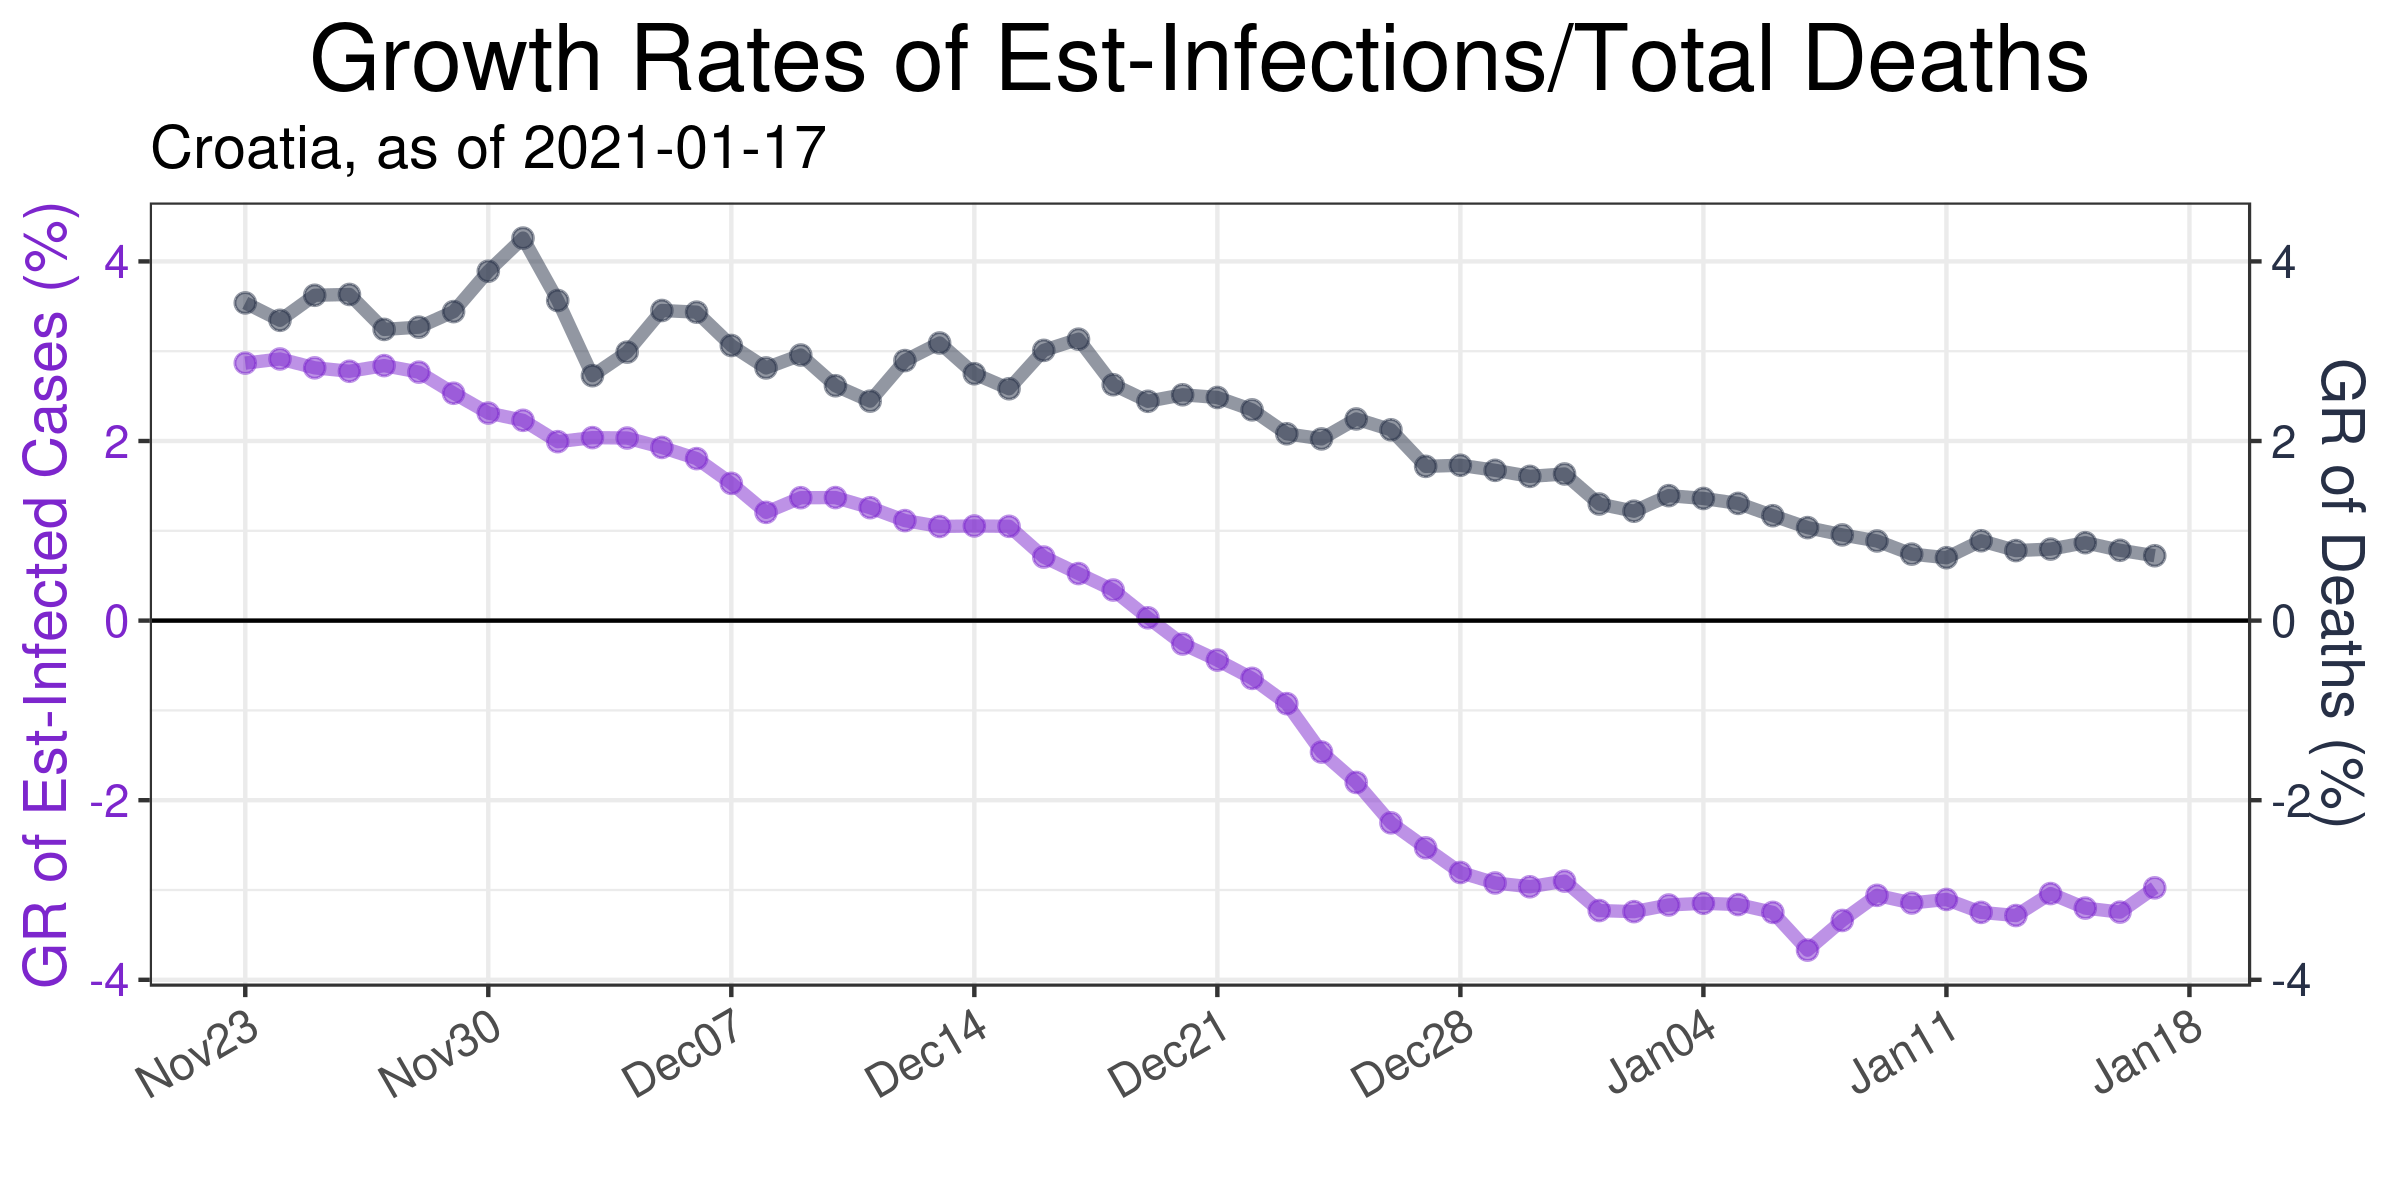 Growth Rates of Est-Infections/Total Deaths
Croatia, as of 2021-01-17
GR of Est-Infected Cases (%)
4
2
0
-2
-4
4
2
0
-2
-4
GR of Deaths (%)
Nov23
Nov30
Dec07
Dec14
Dec21
Dec28
Jan04
Jan11
Jan18